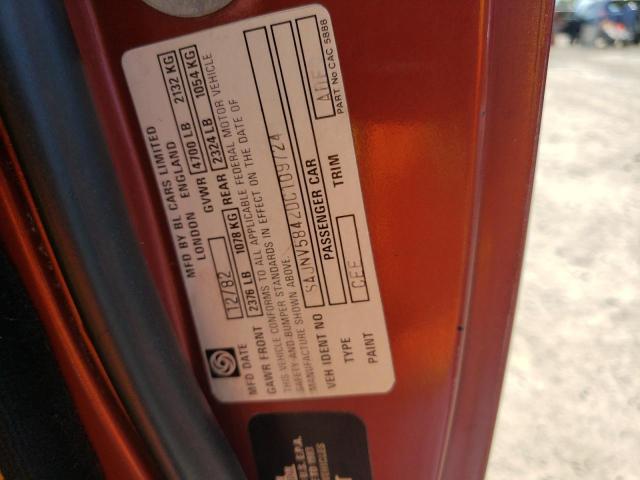 MFD BY BL CARS LIMITED
LONDON ENGLAND 2132 KG
MFD DATE 12/82 GVWR 4700 LB 1054 KG
GAWR FRONT 2376 LB 1078 KG REAR 2324 LB
THIS VEHICLE CONFORMS TO ALL APPLICABLE FEDERAL MOTOR VEHICLE
SAFETY AND BUMPER STANDARDS IN EFFECT ON THE DATE OF
MANUFACTURE SHOWN ABOVE.
VEH IDENT NO SAJNV5842DC109724
TYPE PASSENGER CAR
PAINT CEE TRIM ADE
PART No CAC 5888
U.S. E.P.A.
VEHICLES